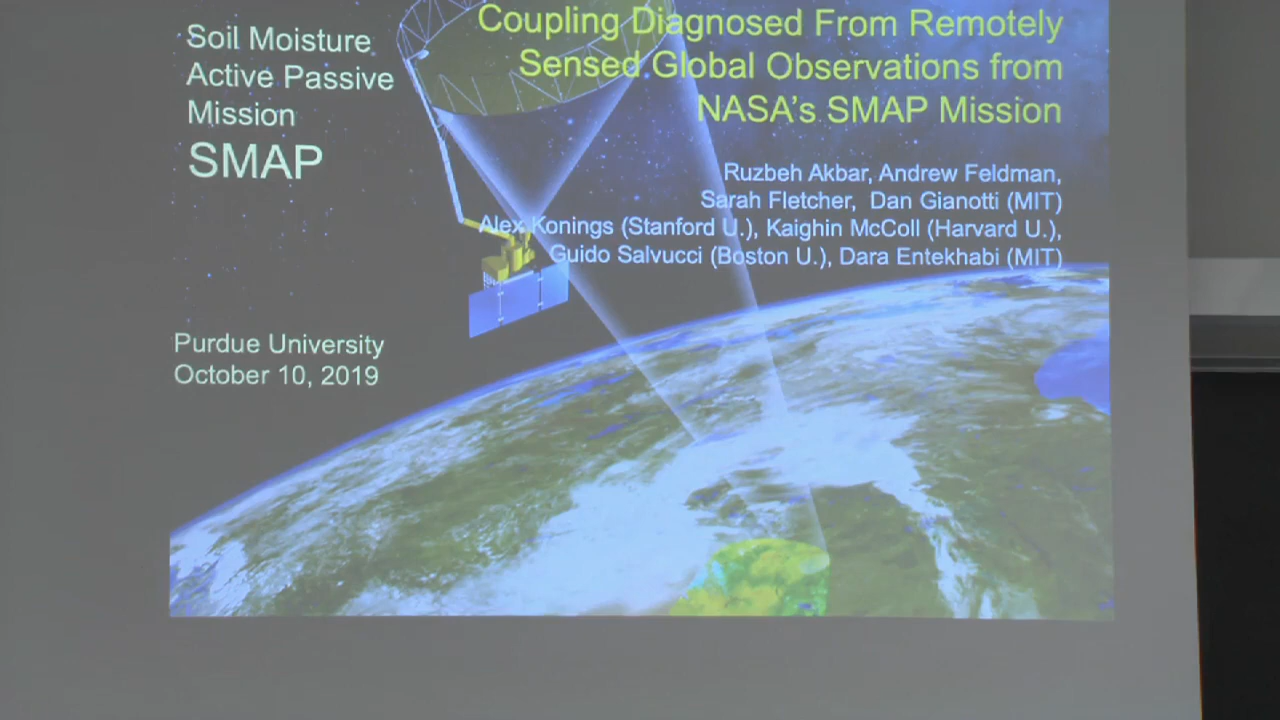 Soil Moisture
Active Passive
Mission
SMAP
Coupling Diagnosed From Remotely
Sensed Global Observations from
NASA's SMAP Mission
Ruzbeh Akbar, Andrew Feldman,
Sarah Fletcher, Dan Gianotti (MIT)
Alex Konings (Stanford U.), Kaighin McColl (Harvard U.),
Guido Salvucci (Boston U.), Dara Entekhabi (MIT)
Purdue University
October 10, 2019